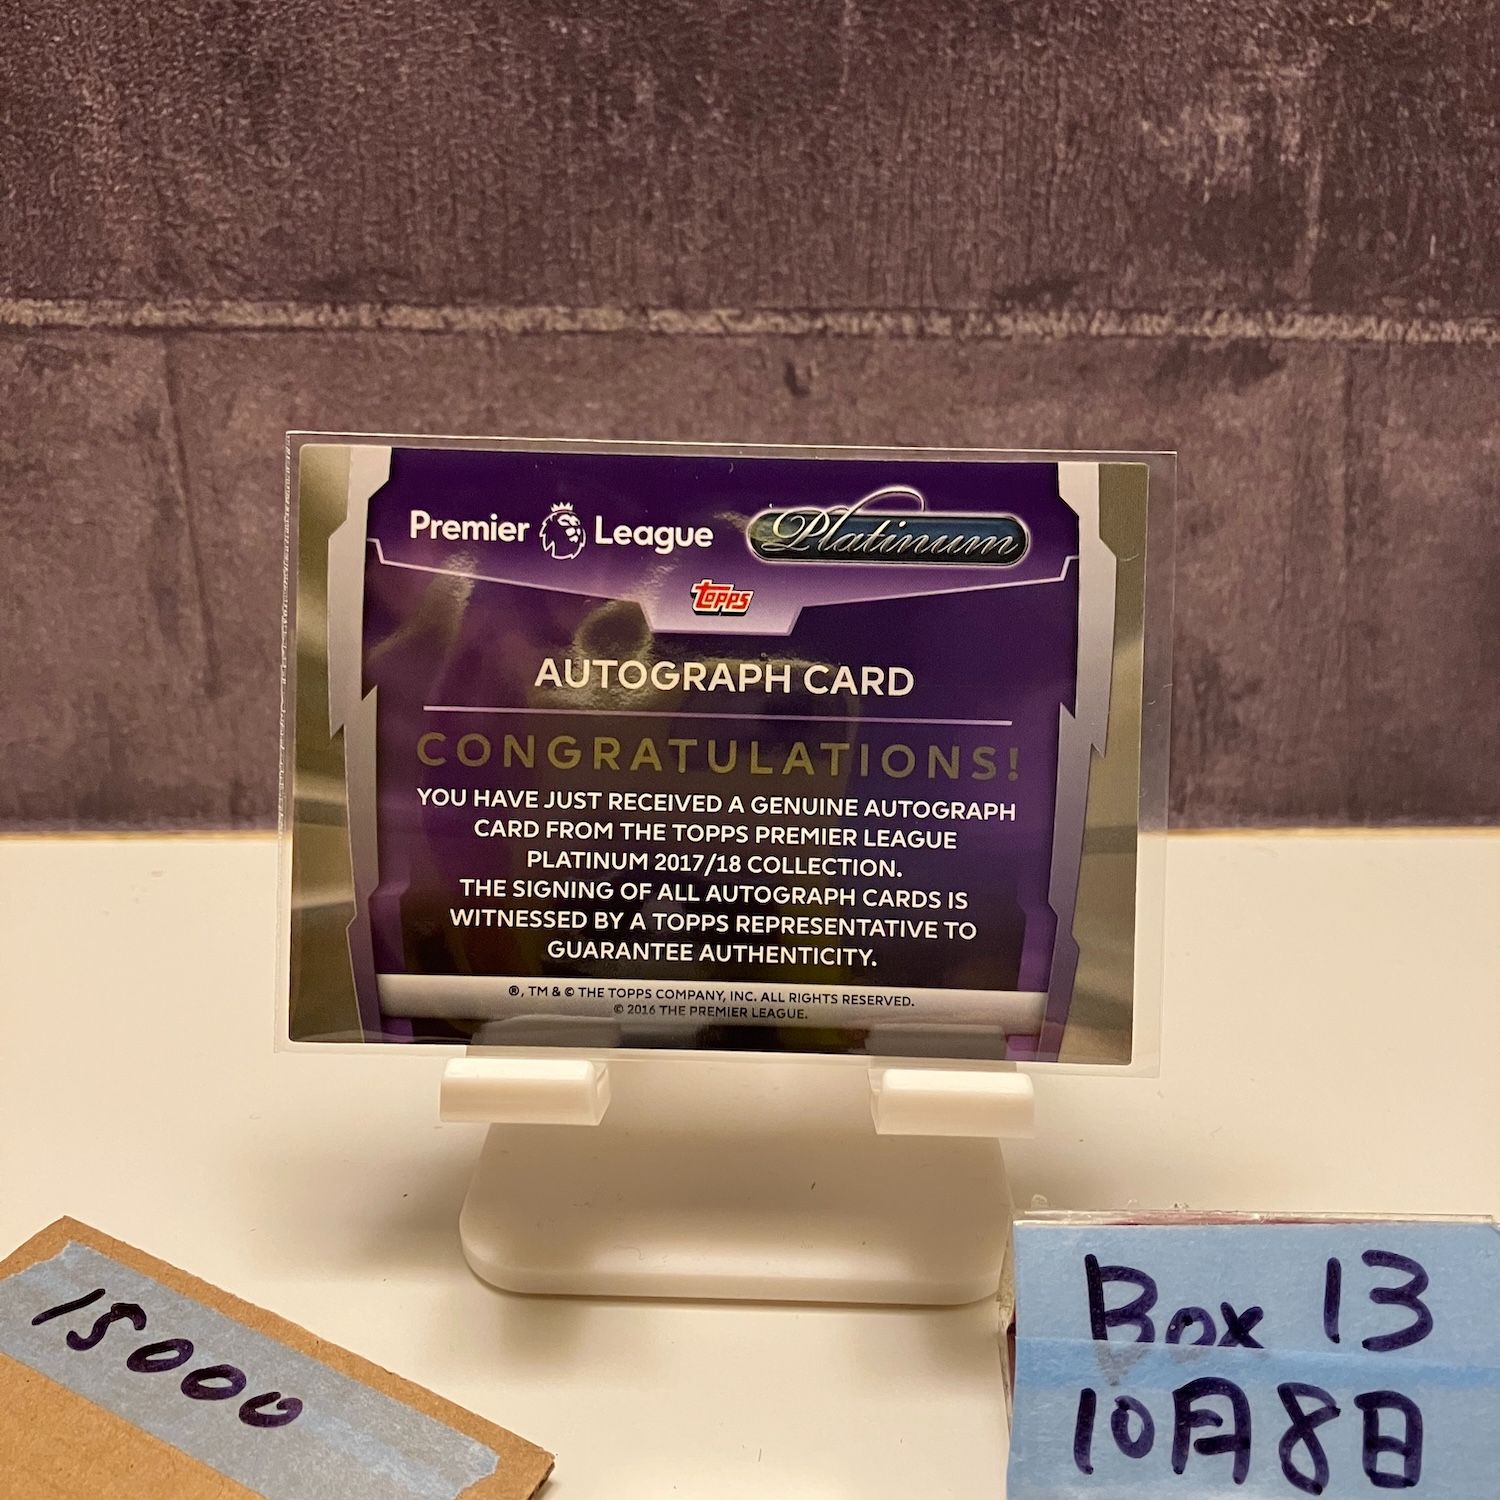 Premier League Platinum
Topps
AUTOGRAPH CARD
CONGRATULATIONS!
YOU HAVE JUST RECEIVED A GENUINE AUTOGRAPH
CARD FROM THE TOPPS PREMIER LEAGUE
PLATINUM 2017/18 COLLECTION.
THE SIGNING OF ALL AUTOGRAPH CARDS IS
WITNESSED BY A TOPPS REPRESENTATIVE TO
GUARANTEE AUTHENTICITY.
®, TM & © THE TOPPS COMPANY, INC. ALL RIGHTS RESERVED.
© 2016 THE PREMIER LEAGUE.
15000
Box 13
10月8日